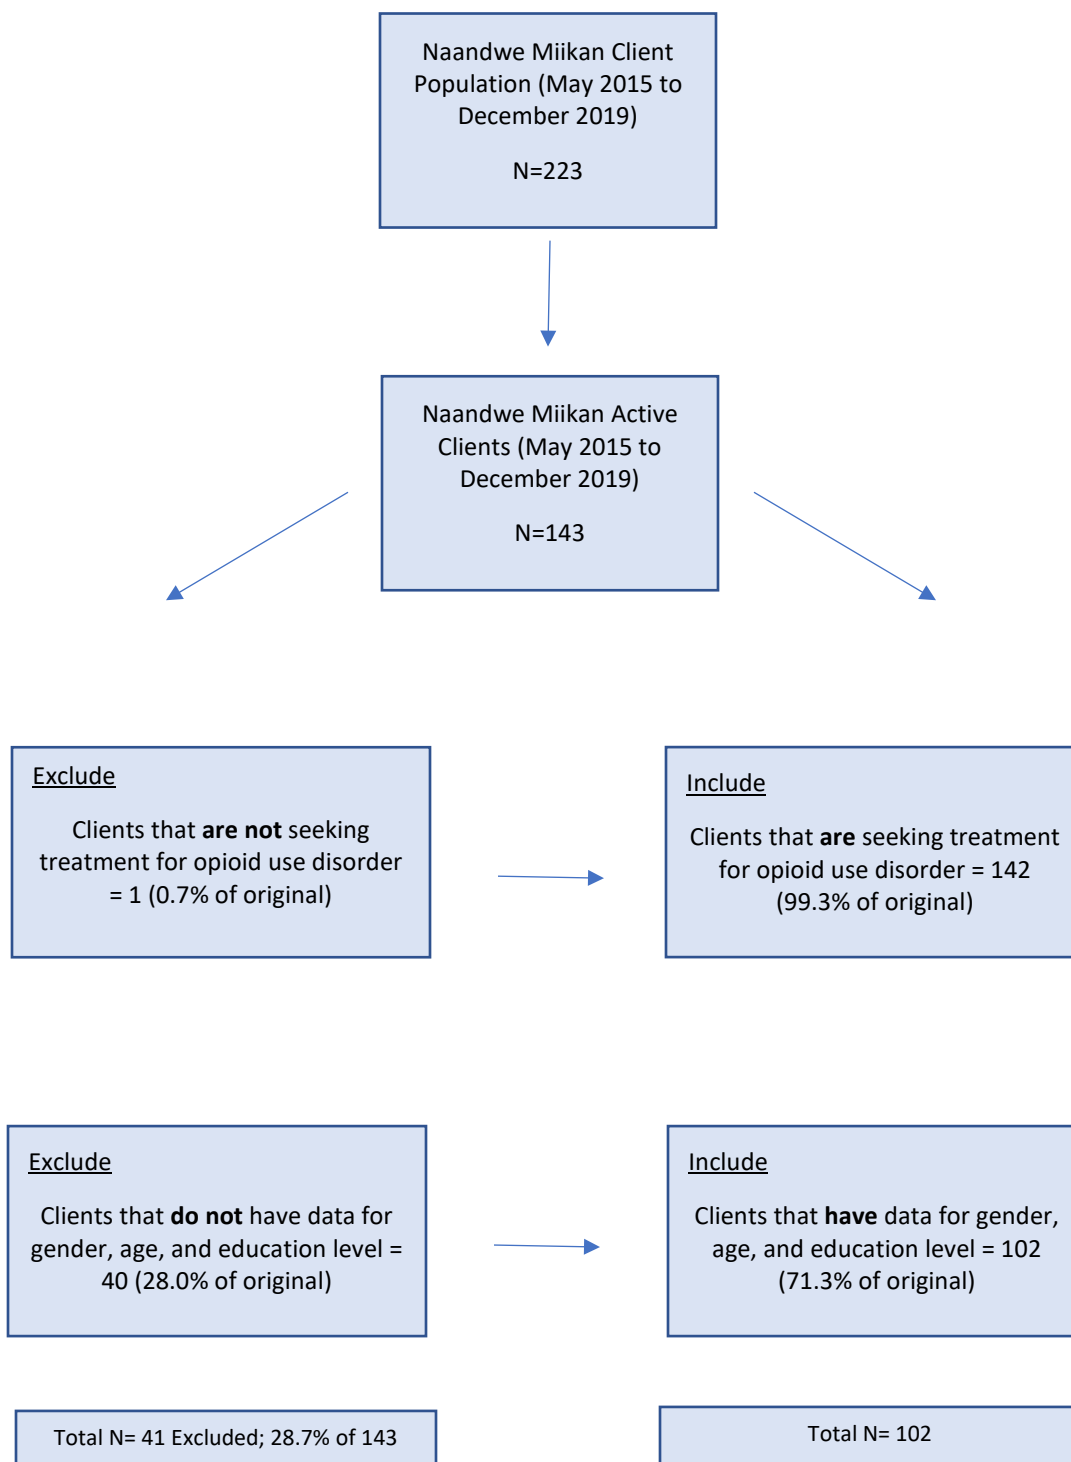 Naandwe Miikan Client
Population (May 2015 to
December 2019)
N=223
Naandwe Miikan Active
Clients (May 2015 to
December 2019)
N=143
Exclude
Clients that are not seeking
treatment for opioid use disorder
= 1 (0.7% of original)
Include
Clients that are seeking treatment
for opioid use disorder = 142
(99.3% of original)
Exclude
Clients that do not have data for
gender, age, and education level =
40 (28.0% of original)
Include
Clients that have data for gender,
age, and education level = 102
(71.3% of original)
Total N= 41 Excluded; 28.7% of 143
Total N= 102